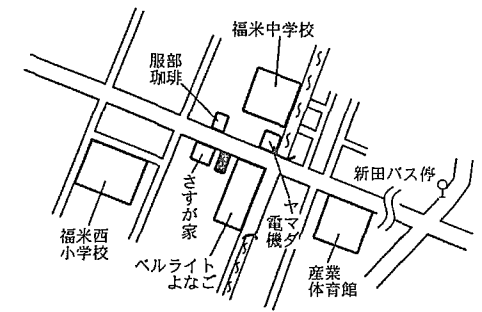 福米中学校
服部
珈琲
新田バス停
さすが家
ヤマダ
電機
福米西
小学校
ベルライト
よなご
産業
体育館